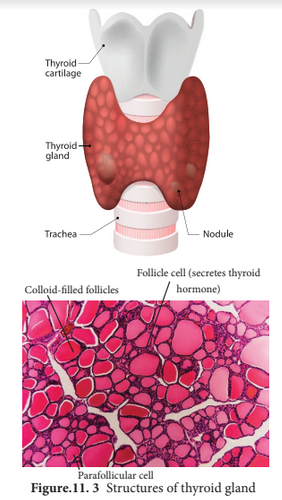 Thyroid
cartilage
Thyroid
gland
Trachea
Nodule
Follicle cell (secretes thyroid
hormone)
Colloid-filled follicles
Parafollicular cell
Figure.11. 3 Structures of thyroid gland